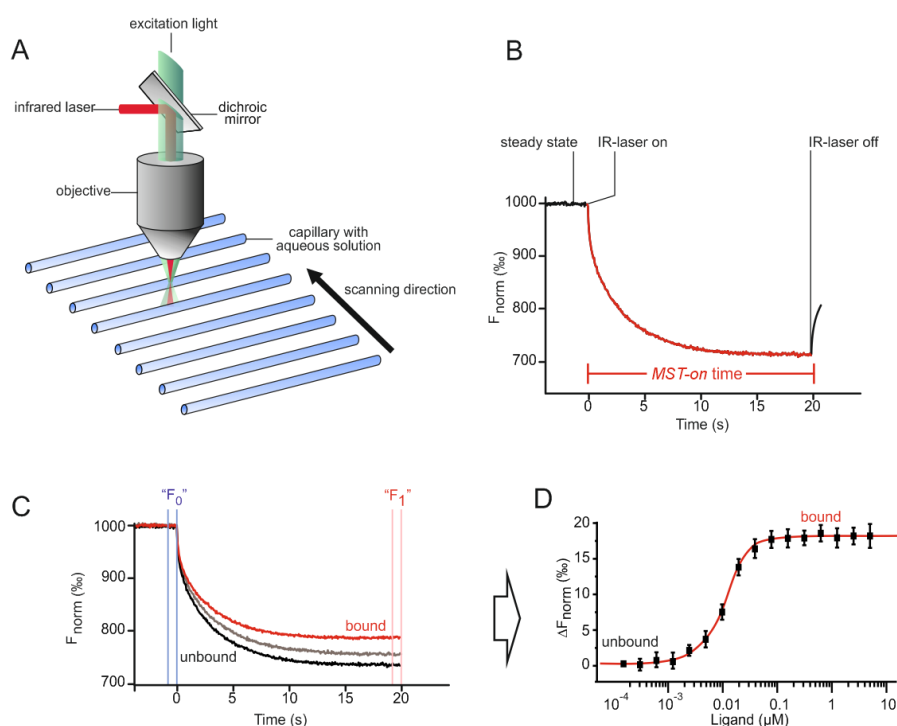 A
excitation light
infrared laser
dichroic
mirror
objective
capillary with
aqueous solution
scanning direction
B
steady state
IR-laser on
IR-laser off
F norm (‰)
1000
900
800
700
MST-on time
0
5
10
15
20
Time (s)
C
"F0"
"F1"
F norm (‰)
1000
900
800
700
bound
unbound
0
5
10
15
20
Time (s)
D
ΔFnorm (‰)
20
15
10
5
0
bound
unbound
10⁻⁴
10⁻³
0.01
0.1
1
10
Ligand (µM)